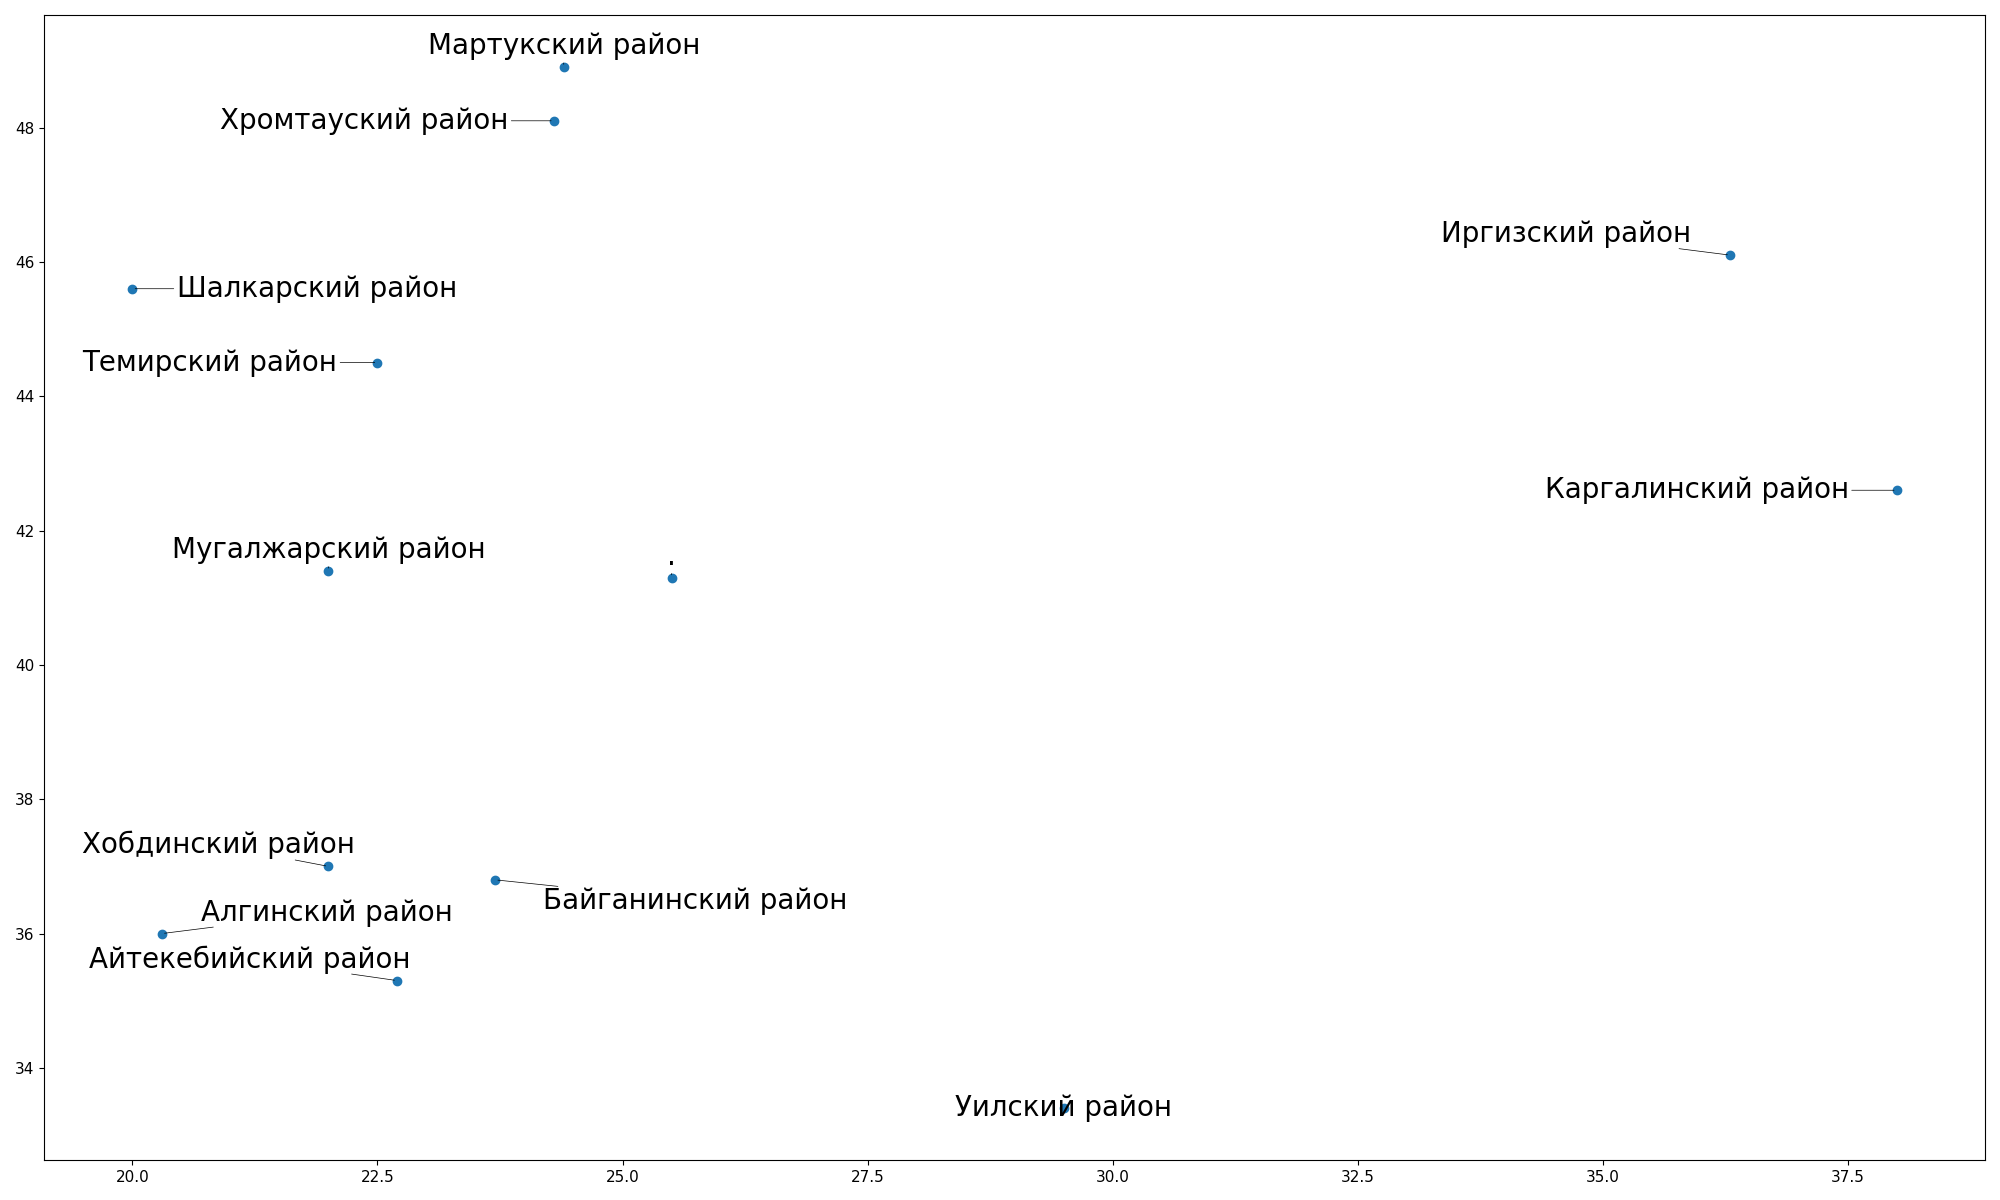 Мартукский район
Хромтауский район
48
Иргизский район
46
Шалкарский район
Темирский район
44
Каргалинский район
42
Мугалжарский район
.
40
38
Хобдинский район
Байганинский район
Алгинский район
36
Айтекебийский район
34
Уилский район
20.0 22.5 25.0 27.5 30.0 32.5 35.0 37.5